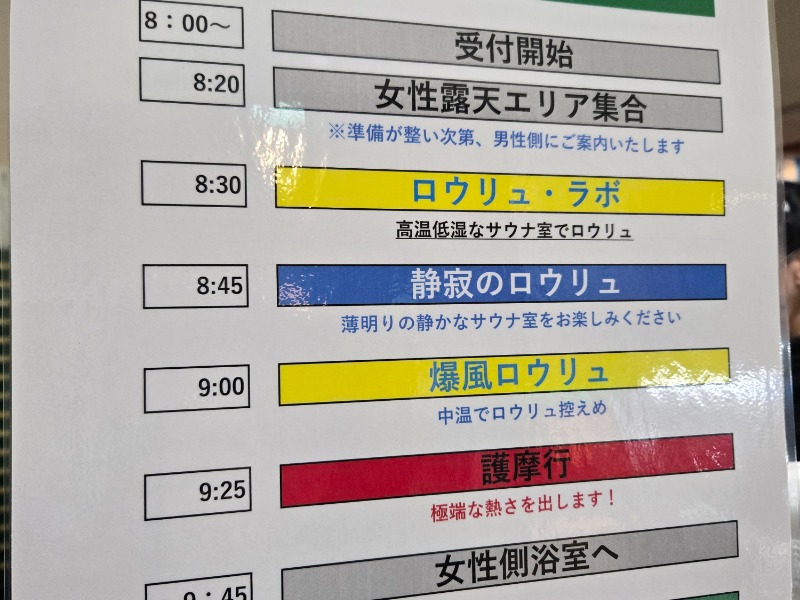 8：00～ 受付開始
8:20 女性露天エリア集合
※準備が整い次第、男性側にご案内いたします
8:30 ロウリュ・ラボ
高温低湿なサウナ室でロウリュ
8:45 静寂のロウリュ
薄明りの静かなサウナ室をお楽しみください
9:00 爆風ロウリュ
中温でロウリュ控えめ
9:25 護摩行
極端な熱さを出します！
9：45 女性側浴室へ